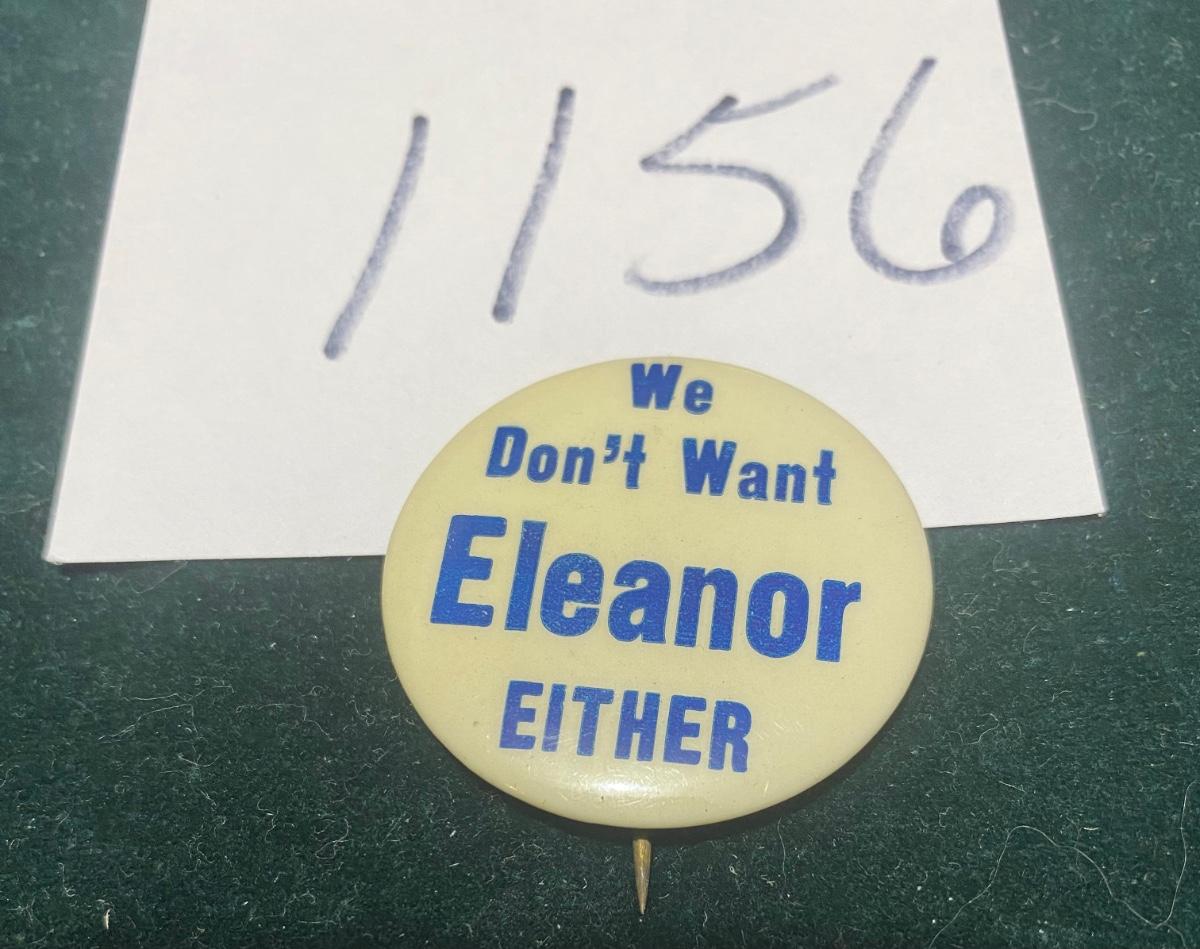 1156
We
Don't Want
Eleanor
EITHER